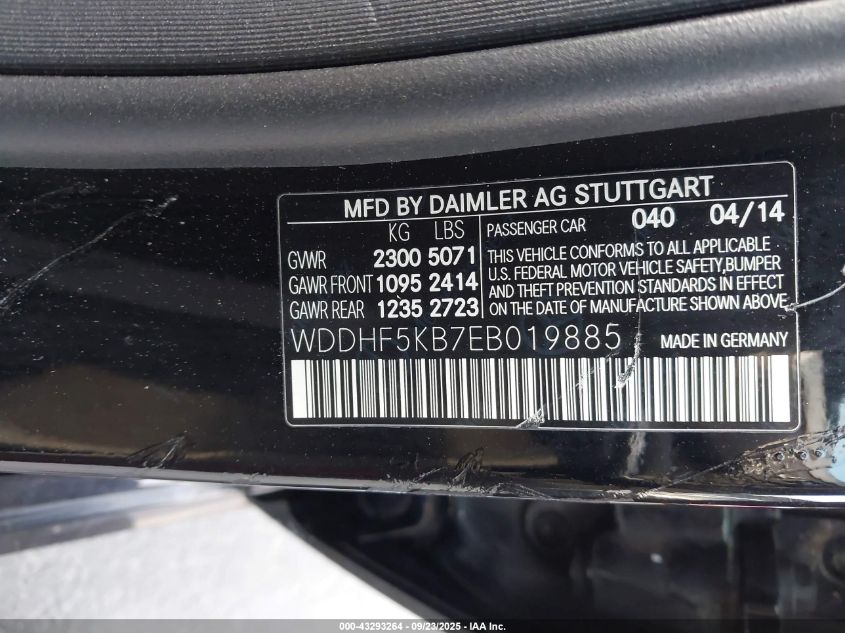 MFD BY DAIMLER AG STUTTGART
KG LBS
GVWR 2300 5071
GAWR FRONT 1095 2414
GAWR REAR 1235 2723
PASSENGER CAR 040 04/14
THIS VEHICLE CONFORMS TO ALL APPLICABLE
U.S. FEDERAL MOTOR VEHICLE SAFETY,BUMPER
AND THEFT PREVENTION STANDARDS IN EFFECT
ON THE DATE OF MANUFACTURE SHOWN ABOVE
WDDHF5KB7EB019885 MADE IN GERMANY
000-43293264 - 09/23/2025 - IAA Inc.